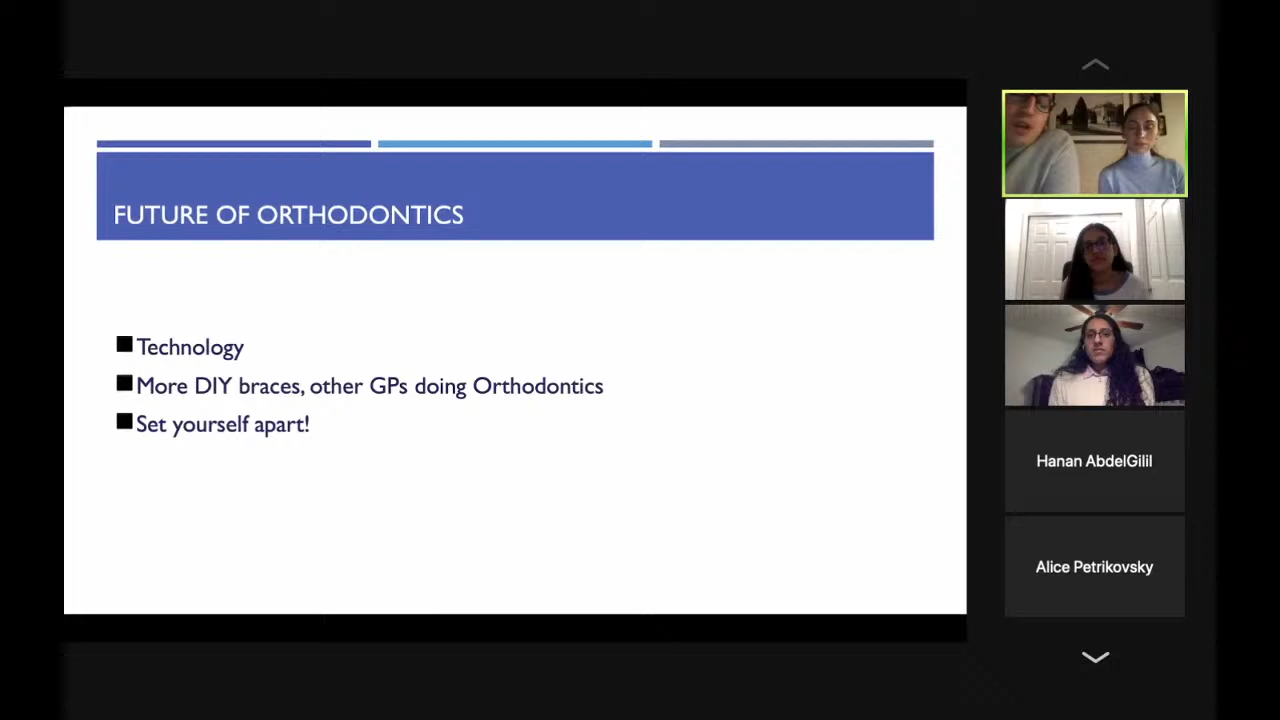 FUTURE OF ORTHODONTICS
Technology
More DIY braces, other GPs doing Orthodontics
Set yourself apart!
Hanan AbdelGilil
Alice Petrikovsky